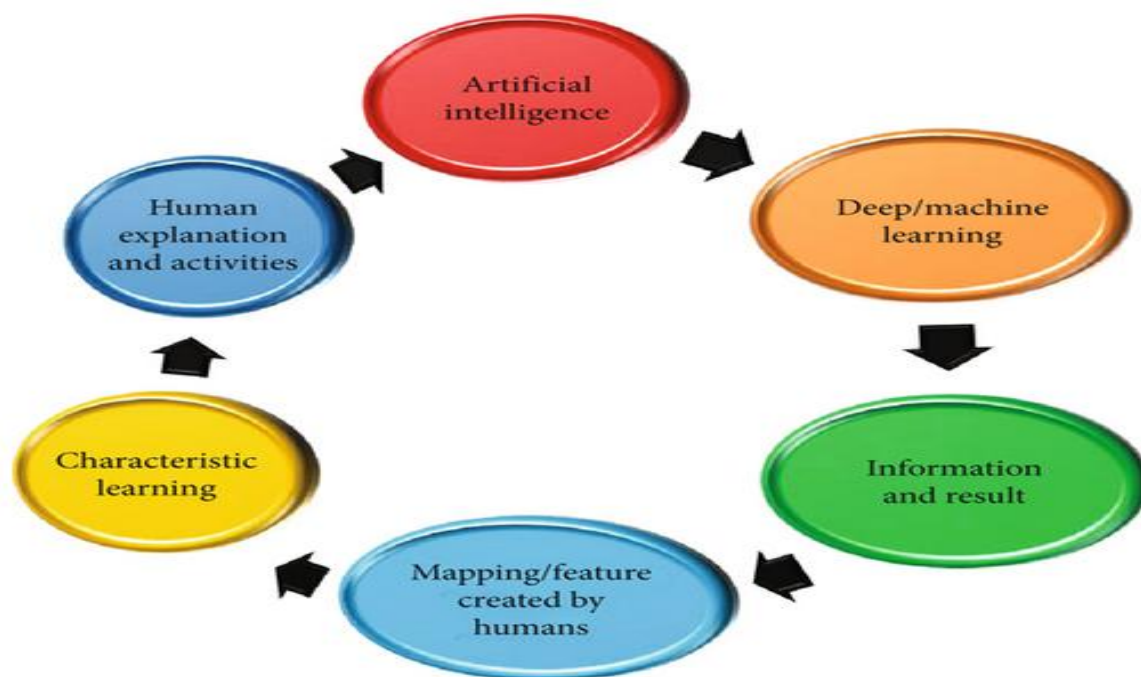 Artificial
intelligence
Deep/machine
learning
Information
and result
Mapping/feature
created by
humans
Characteristic
learning
Human
explanation
and activities